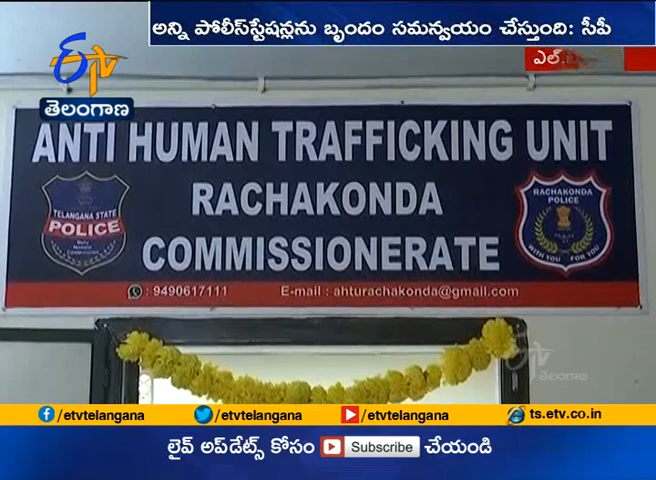 అన్ని పోలీస్‌స్టేషన్లను బృందం సమన్వయం చేస్తుంది: సీపీ
ఎల్.
తెలంగాణ
ANTI HUMAN TRAFFICKING UNIT
RACHAKONDA
COMMISSIONERATE
TELANGANA STATE
POLICE
RACHAKONDA
POLICE
WITH YOU FOR YOU
: 9490617111 E-mail : ahturachakonda@gmail.com
తెలంగాణ
/etvtelangana /etvtelangana /etvtelangana ts.etv.co.in
లైవ్ అప్‌డేట్స్ కోసం Subscribe చేయండి